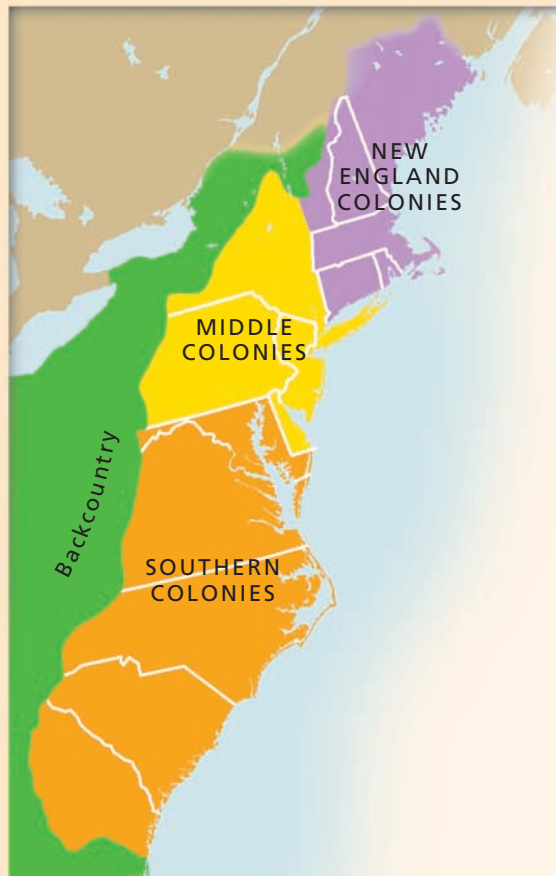 NEW
ENGLAND
COLONIES
MIDDLE
COLONIES
Backcountry
SOUTHERN
COLONIES